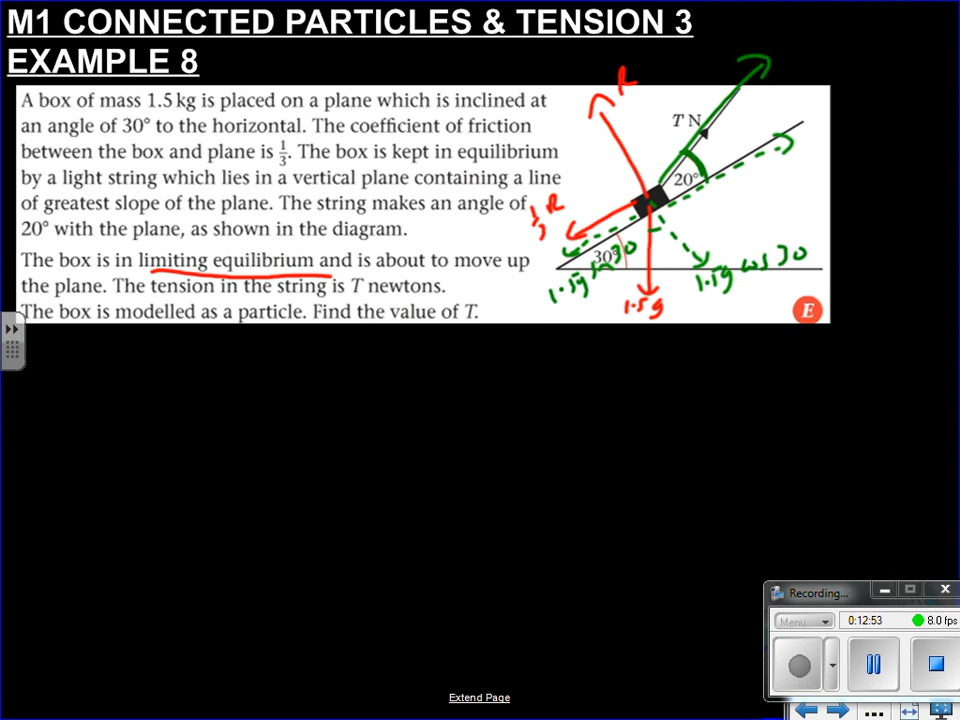 M1 CONNECTED PARTICLES & TENSION 3
EXAMPLE 8
A box of mass 1.5 kg is placed on a plane which is inclined at
an angle of 30° to the horizontal. The coefficient of friction
between the box and plane is 1/3. The box is kept in equilibrium
by a light string which lies in a vertical plane containing a line
of greatest slope of the plane. The string makes an angle of
20° with the plane, as shown in the diagram.
The box is in limiting equilibrium and is about to move up
the plane. The tension in the string is T newtons.
The box is modelled as a particle. Find the value of T.
R
T N
20°
1/3 R
30°
1.5g sin 30
1.5g cos 30
1.5g
E
Recording...
Menu
0:12:53
8.0 fps
Extend Page